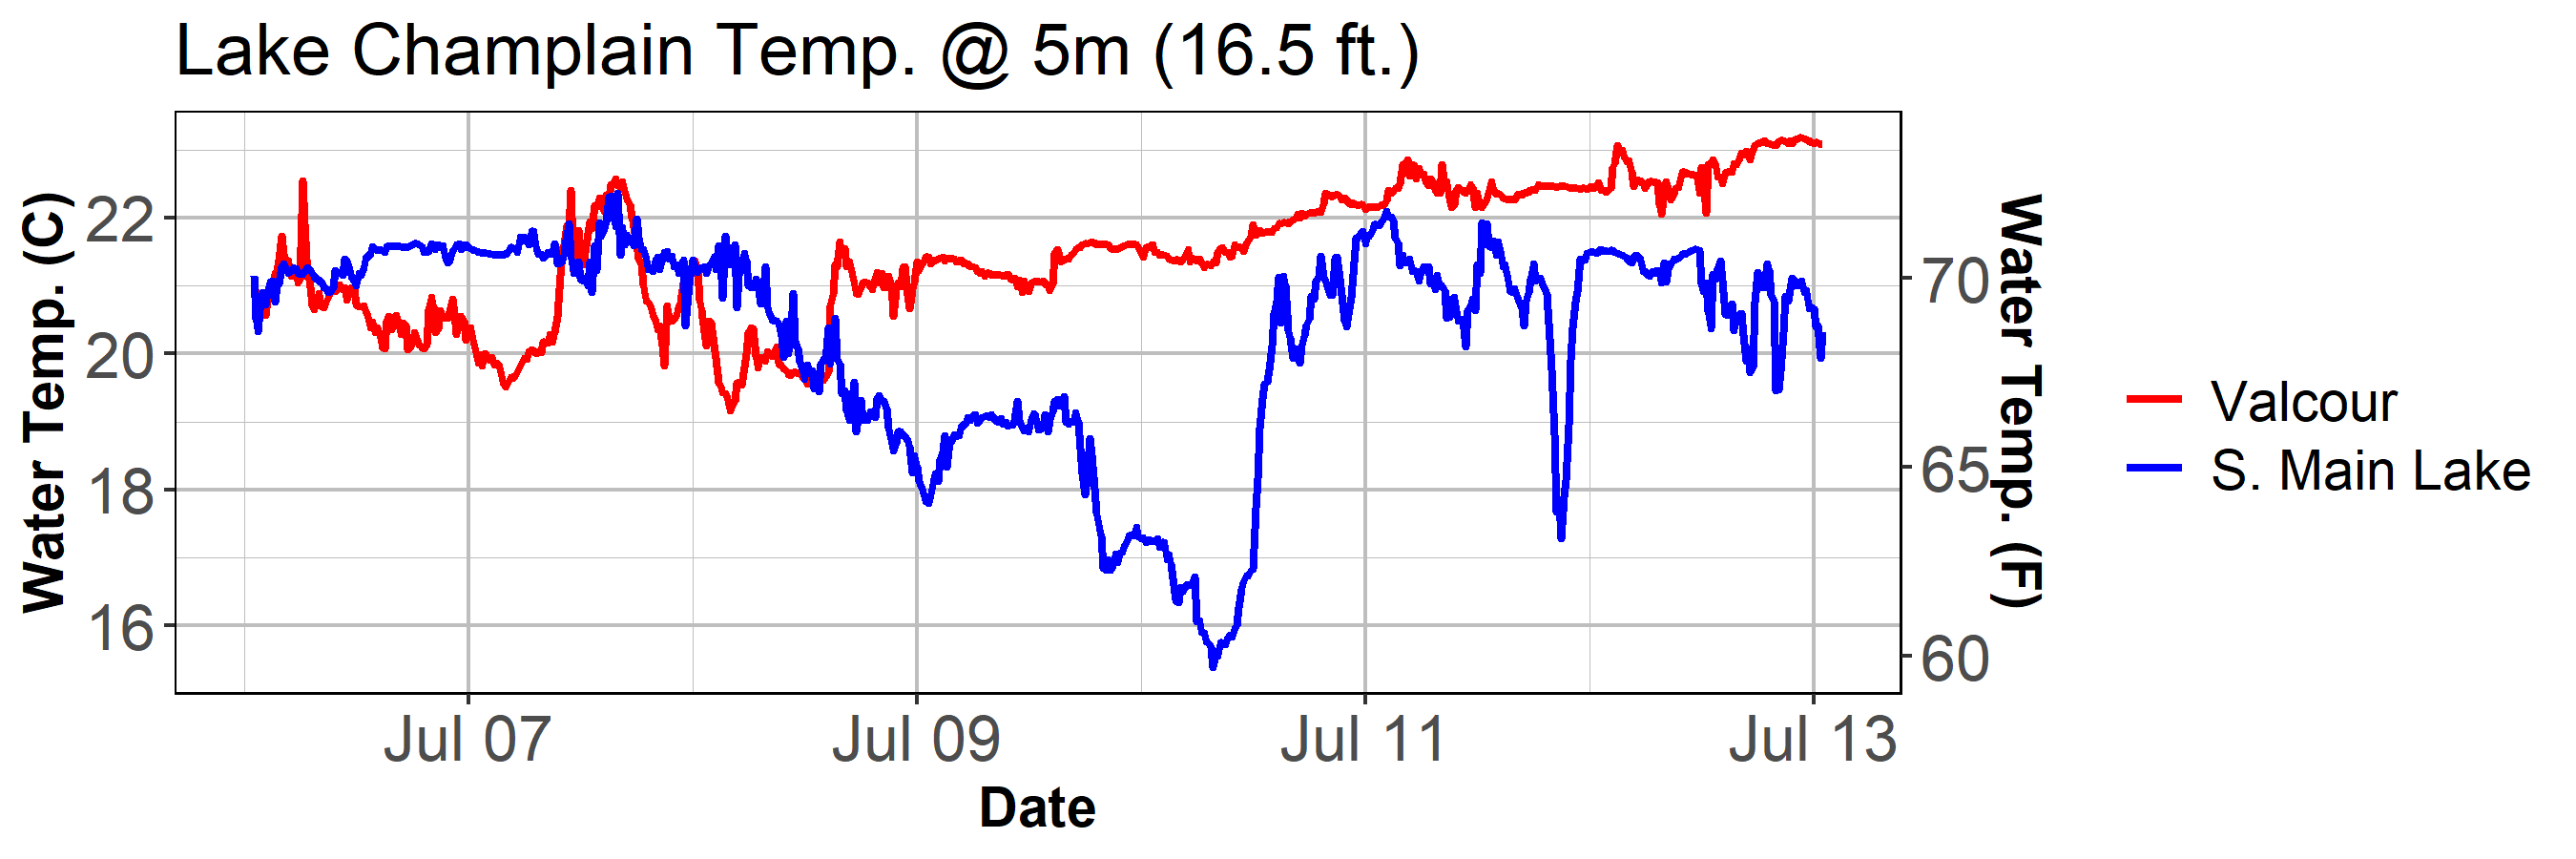 Lake Champlain Temp. @ 5m (16.5 ft.)
Water Temp. (C)
22
20
18
16
70
65
60
Water Temp. (F)
Jul 07
Jul 09
Jul 11
Jul 13
Date
Valcour
S. Main Lake